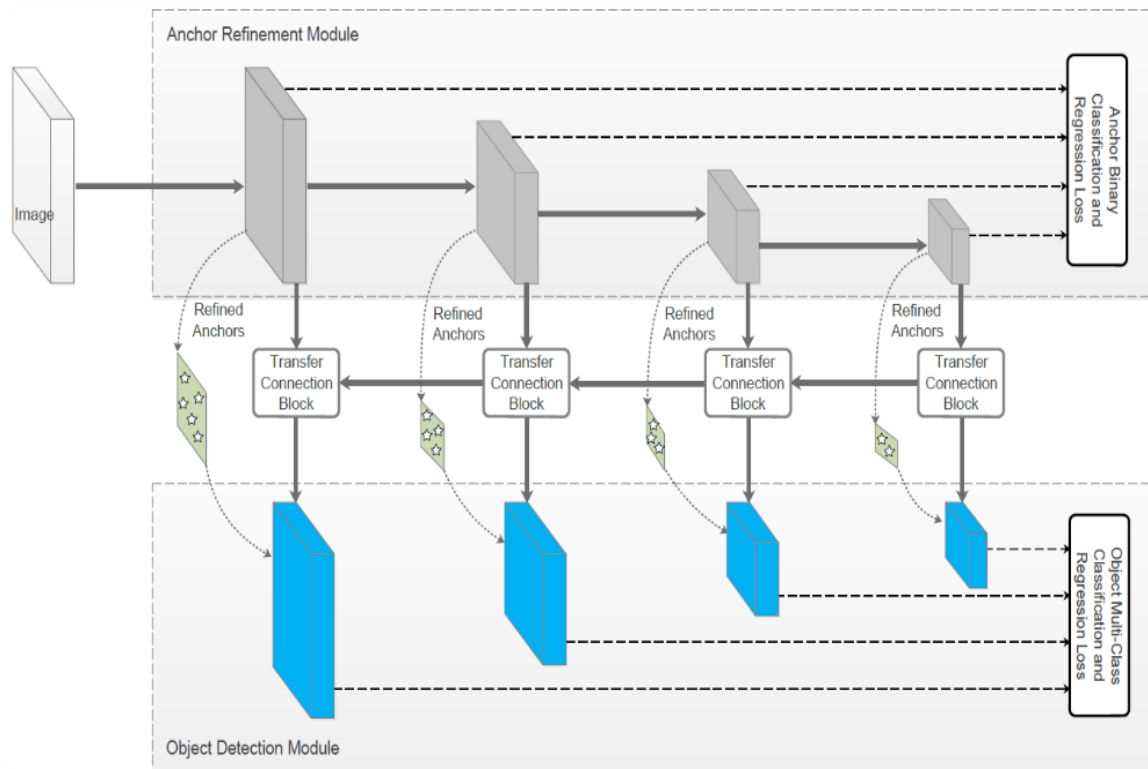 Anchor Refinement Module
Image
Anchor Binary
Classification and
Regression Loss
Refined
Anchors
Refined
Anchors
Refined
Anchors
Refined
Anchors
Transfer
Connection
Block
Transfer
Connection
Block
Transfer
Connection
Block
Transfer
Connection
Block
Object Multi-Class
Classification and
Regression Loss
Object Detection Module